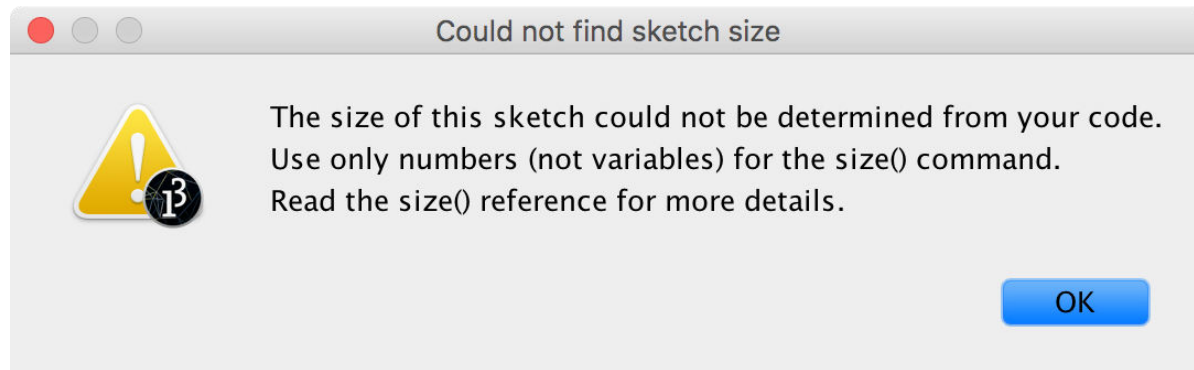 Could not find sketch size
The size of this sketch could not be determined from your code.
Use only numbers (not variables) for the size() command.
Read the size() reference for more details.
OK